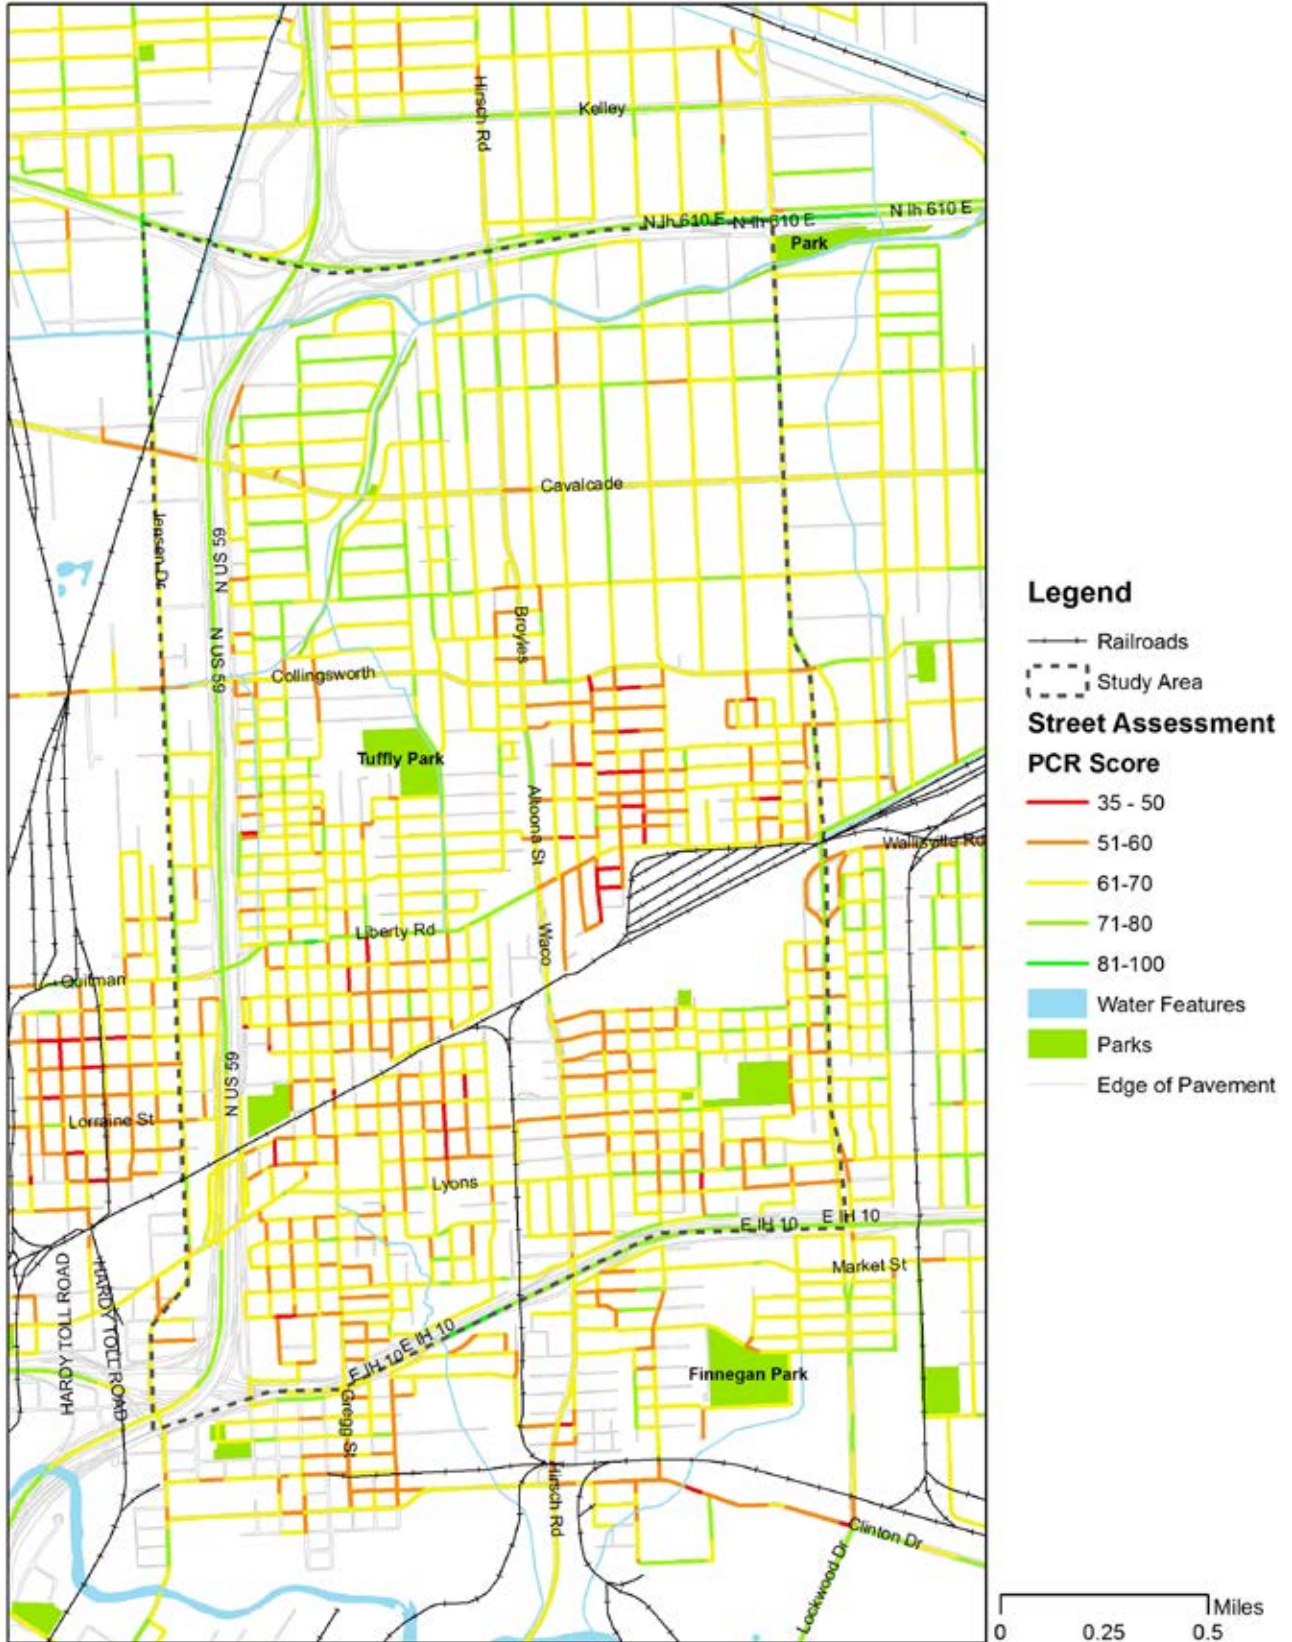 Hirsch Rd
Kelley
N Ih 610 E
N Ih 610 E
N Ih 610 E
Park
Cavalcade
Jensen Dr
N US 59
N US 59
Broyles
Collingsworth
Tuffly Park
Altoona St
Wallisville Rd
Liberty Rd
Waco
Quitman
N US 59
Lorraine St
Lyons
E IH 10
E IH 10
Market St
HARDY TOLL ROAD
HARDY TOLL ROAD
E IH 10
E IH 10
Finnegan Park
Gregg St
Hirsch Rd
Clinton Dr
Lockwood Dr
Legend
Railroads
Study Area
Street Assessment
PCR Score
35 - 50
51-60
61-70
71-80
81-100
Water Features
Parks
Edge of Pavement
Miles
0 0.25 0.5